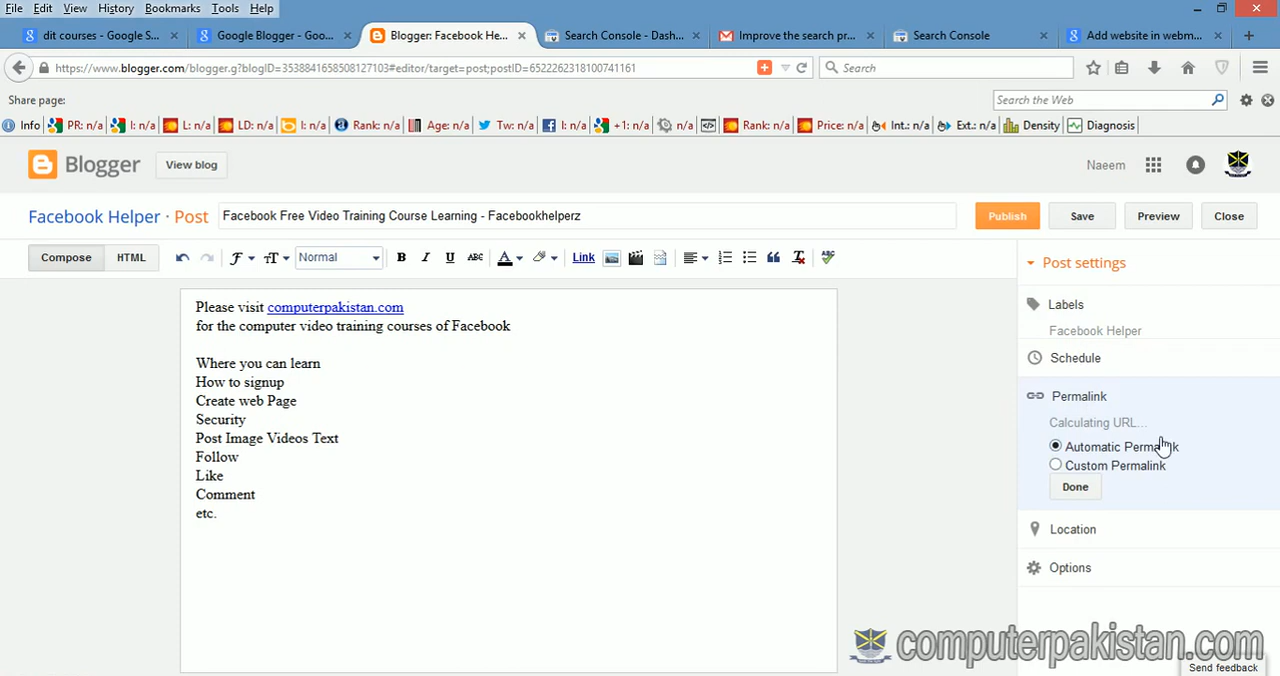 File Edit View History Bookmarks Tools Help
dit courses - Google S...
Google Blogger - Goo...
Blogger: Facebook He...
Search Console - Dash...
Improve the search pr...
Search Console
Add website in webm...
https://www.blogger.com/blogger.g?blogID=3538841658508127103#editor/target=post;postID=6522262318100741161
Search
Share page:
Search the Web
Info PR: n/a I: n/a L: n/a LD: n/a I: n/a Rank: n/a Age: n/a Tw: n/a I: n/a +1: n/a n/a Rank: n/a Price: n/a Int.: n/a Ext.: n/a Density Diagnosis
Blogger View blog
Naeem
Facebook Helper · Post
Facebook Free Video Training Course Learning - Facebookhelperz
Publish Save Preview Close
Compose HTML Normal B I U ABC A Link
Post settings
Labels
Facebook Helper
Schedule
Permalink
Calculating URL...
Automatic Permalink
Custom Permalink
Done
Location
Options
Please visit computerpakistan.com
for the computer video training courses of Facebook
Where you can learn
How to signup
Create web Page
Security
Post Image Videos Text
Follow
Like
Comment
etc.
computerpakistan.com
Send feedback